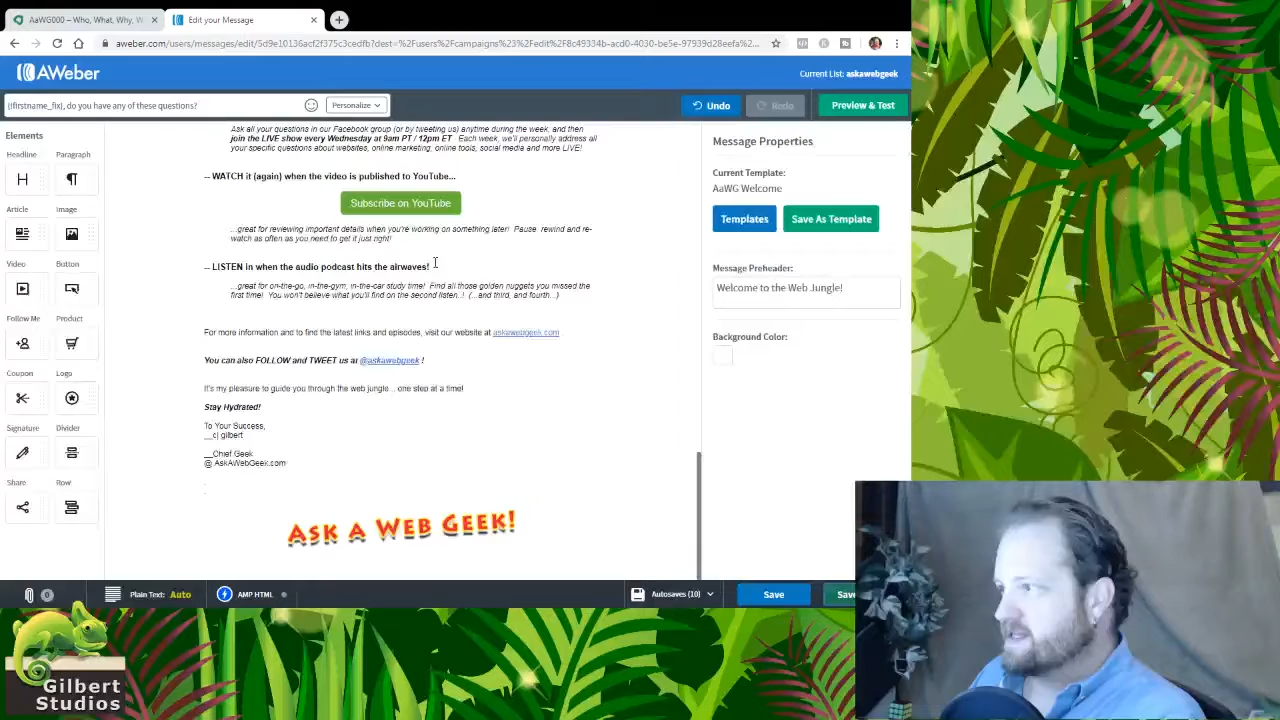 AaWG000 – Who, What, Why, W
Edit your Message
aweber.com/users/messages/edit/5d9e10136acf2f375c3cedfb?dest=%2Fusers%2Fcampaigns%23%2Fedit%2F8c49334b-acd0-4030-be5e-97939d28eefa%2...
AWeber
Current List: askawebgeek
{!firstname_fix}, do you have any of these questions?
Personalize
Undo
Redo
Preview & Test
Elements
Headline
Paragraph
Article
Image
Video
Button
Follow Me
Product
Coupon
Logo
Signature
Divider
Share
Row
Ask all your questions in our Facebook group (or by tweeting us) anytime during the week, and then
join the LIVE show every Wednesday at 9am PT / 12pm ET. Each week, we'll personally address all
your specific questions about websites, online marketing, online tools, social media and more LIVE!
-- WATCH it (again) when the video is published to YouTube...
Subscribe on YouTube
...great for reviewing important details when you're working on something later! Pause, rewind and re-
watch as often as you need to get it just right!
-- LISTEN in when the audio podcast hits the airwaves!
...great for on-the-go, in-the-gym, in-the-car study time! Find all those golden nuggets you missed the
first time! You won't believe what you'll find on the second listen..!. (...and third, and fourth...)
For more information and to find the latest links and episodes, visit our website at askawebgeek.com .
You can also FOLLOW and TWEET us at @askawebgeek !
It's my pleasure to guide you through the web jungle... one step at a time!
Stay Hydrated!
To Your Success,
__cj gilbert
__Chief Geek
@ AskAWebGeek.com
.
.
ASK A WEB GEEK!
Message Properties
Current Template:
AaWG Welcome
Templates
Save As Template
Message Preheader:
Welcome to the Web Jungle!
Background Color:
0
Plain Text: Auto
AMP HTML
Autosaves (10)
Save
Save
Gilbert
Studios